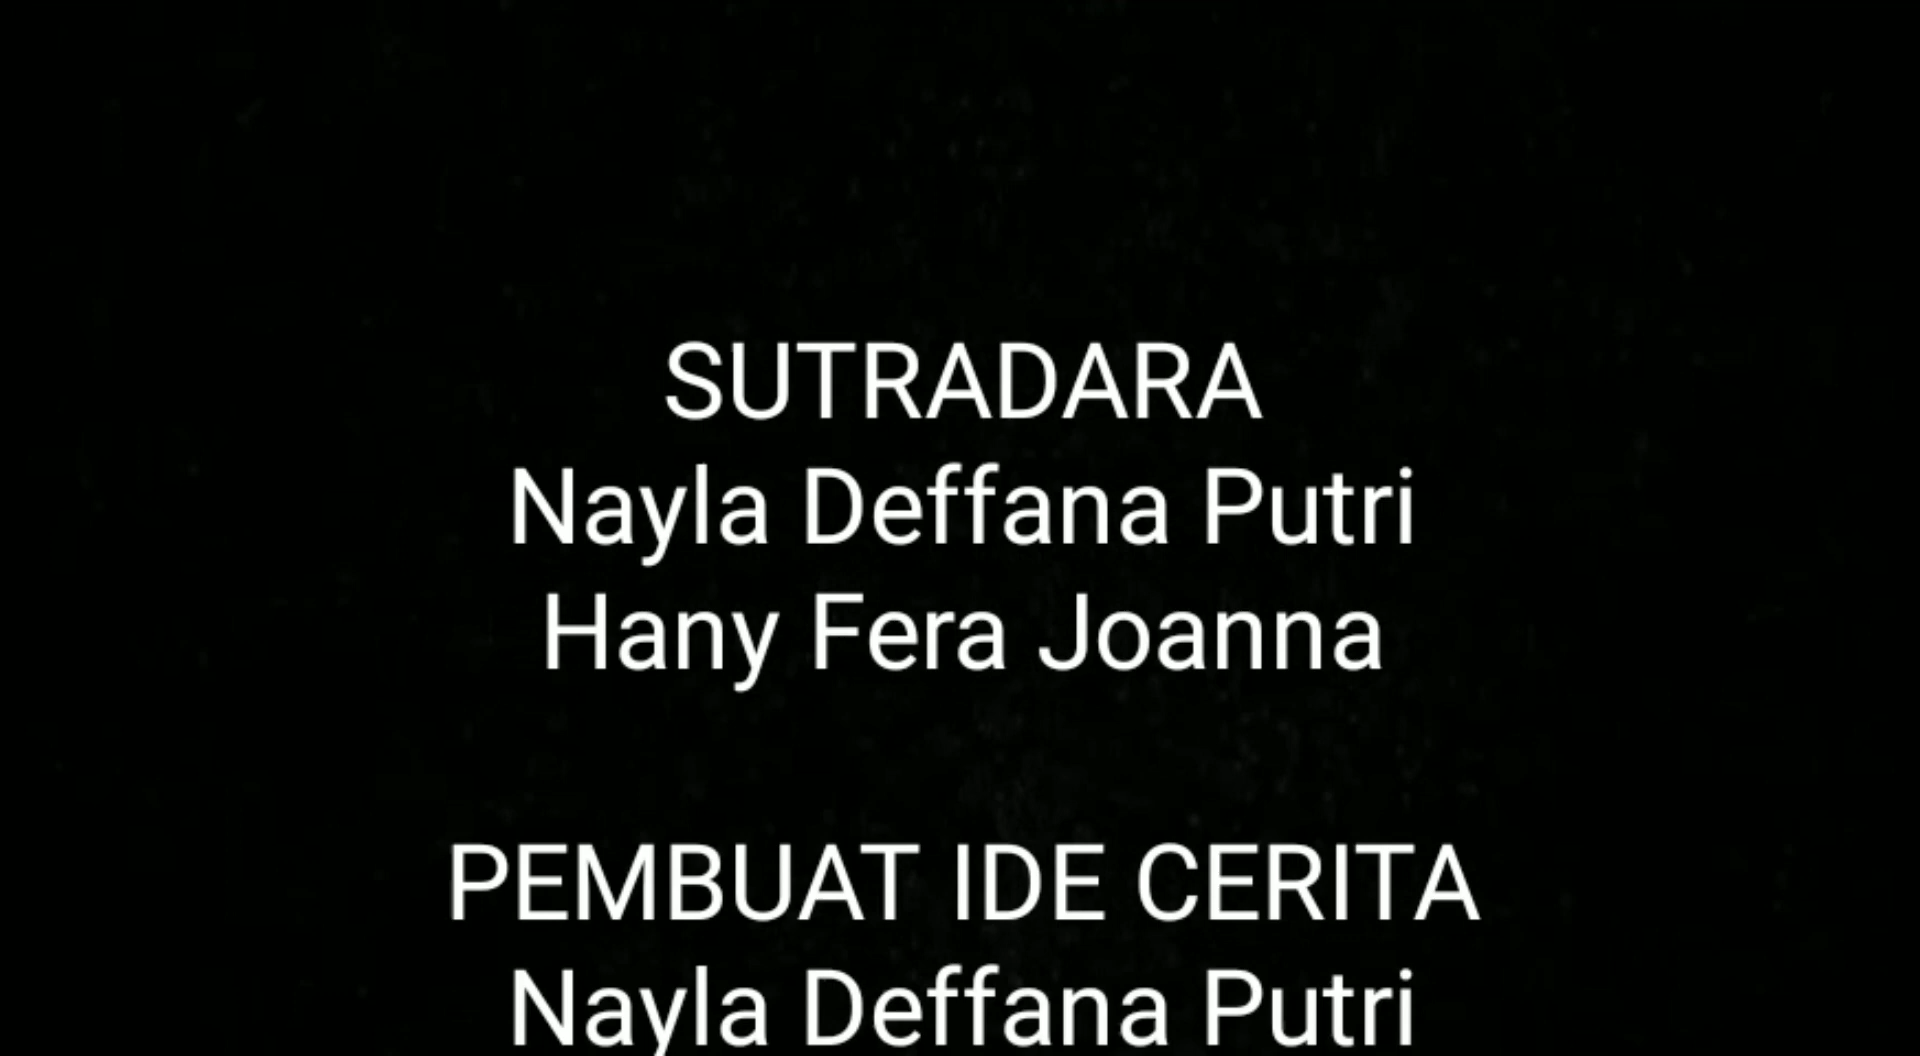 SUTRADARA
Nayla Deffana Putri
Hany Fera Joanna
PEMBUAT IDE CERITA
Nayla Deffana Putri